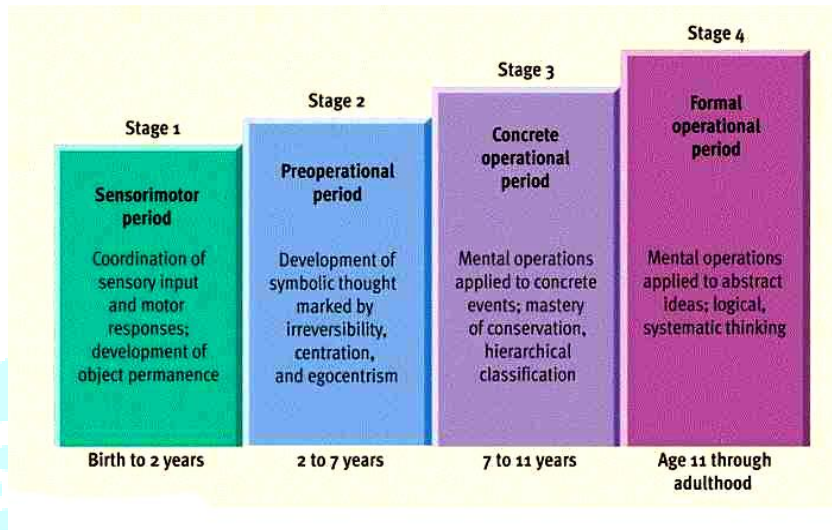 Stage 1
Sensorimotor
period
Coordination of
sensory input
and motor
responses;
development of
object permanence
Birth to 2 years
Stage 2
Preoperational
period
Development of
symbolic thought
marked by
irreversibility,
centration,
and egocentrism
2 to 7 years
Stage 3
Concrete
operational
period
Mental operations
applied to concrete
events; mastery
of conservation,
hierarchical
classification
7 to 11 years
Stage 4
Formal
operational
period
Mental operations
applied to abstract
ideas; logical,
systematic thinking
Age 11 through
adulthood